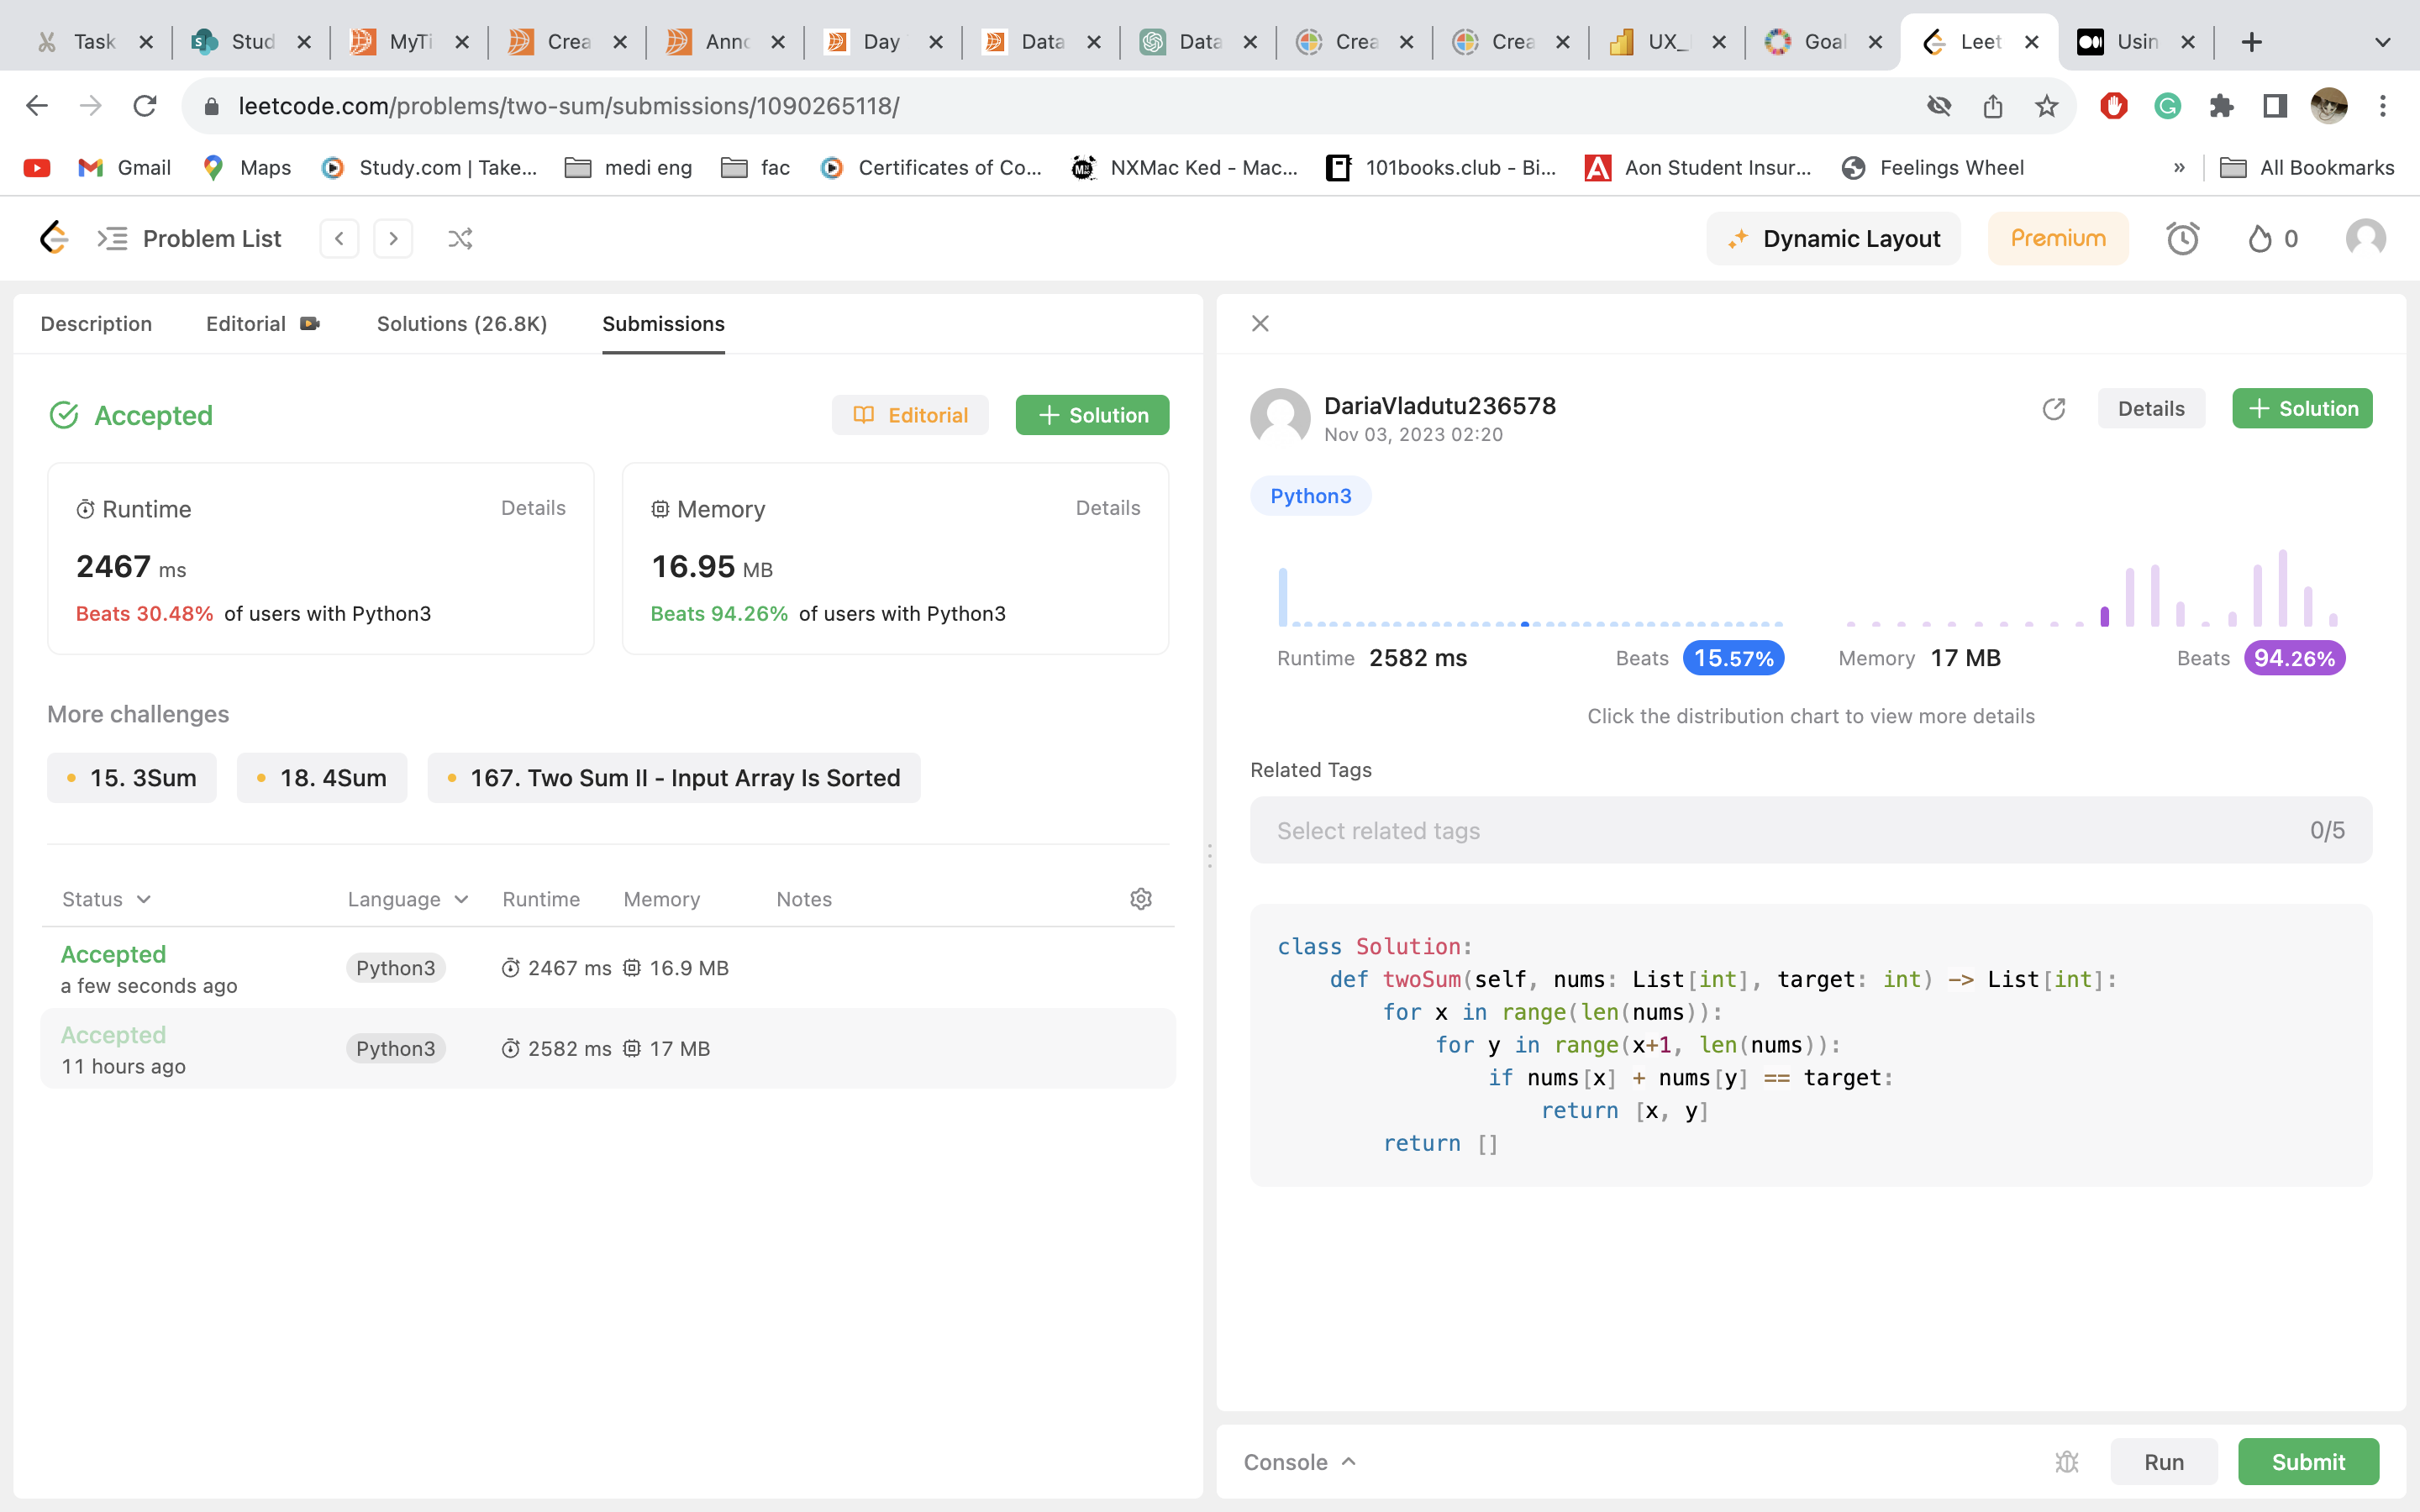 Task
Stud
MyTi
Crea
Anno
Day
Data
Data
Crea
Crea
UX_
Goal
Leet
Usin
leetcode.com/problems/two-sum/submissions/1090265118/
Gmail
Maps
Study.com | Take...
medi eng
fac
Certificates of Co...
NXMac Ked - Mac...
101books.club - Bi...
Aon Student Insur...
Feelings Wheel
»
All Bookmarks
Problem List
Dynamic Layout
Premium
0
Description
Editorial
Solutions (26.8K)
Submissions
Accepted
Editorial
+ Solution
Runtime
Details
2467 ms
Beats 30.48% of users with Python3
Memory
Details
16.95 MB
Beats 94.26% of users with Python3
More challenges
15. 3Sum
18. 4Sum
167. Two Sum II - Input Array Is Sorted
Status
Language
Runtime
Memory
Notes
Accepted
a few seconds ago
Python3
2467 ms
16.9 MB
Accepted
11 hours ago
Python3
2582 ms
17 MB
DariaVladutu236578
Nov 03, 2023 02:20
Details
+ Solution
Python3
Runtime 2582 ms
Beats 15.57%
Memory 17 MB
Beats 94.26%
Click the distribution chart to view more details
Related Tags
Select related tags
0/5
class Solution:
    def twoSum(self, nums: List[int], target: int) -> List[int]:
        for x in range(len(nums)):
            for y in range(x+1, len(nums)):
                if nums[x] + nums[y] == target:
                    return [x, y]
        return []
Console
Run
Submit